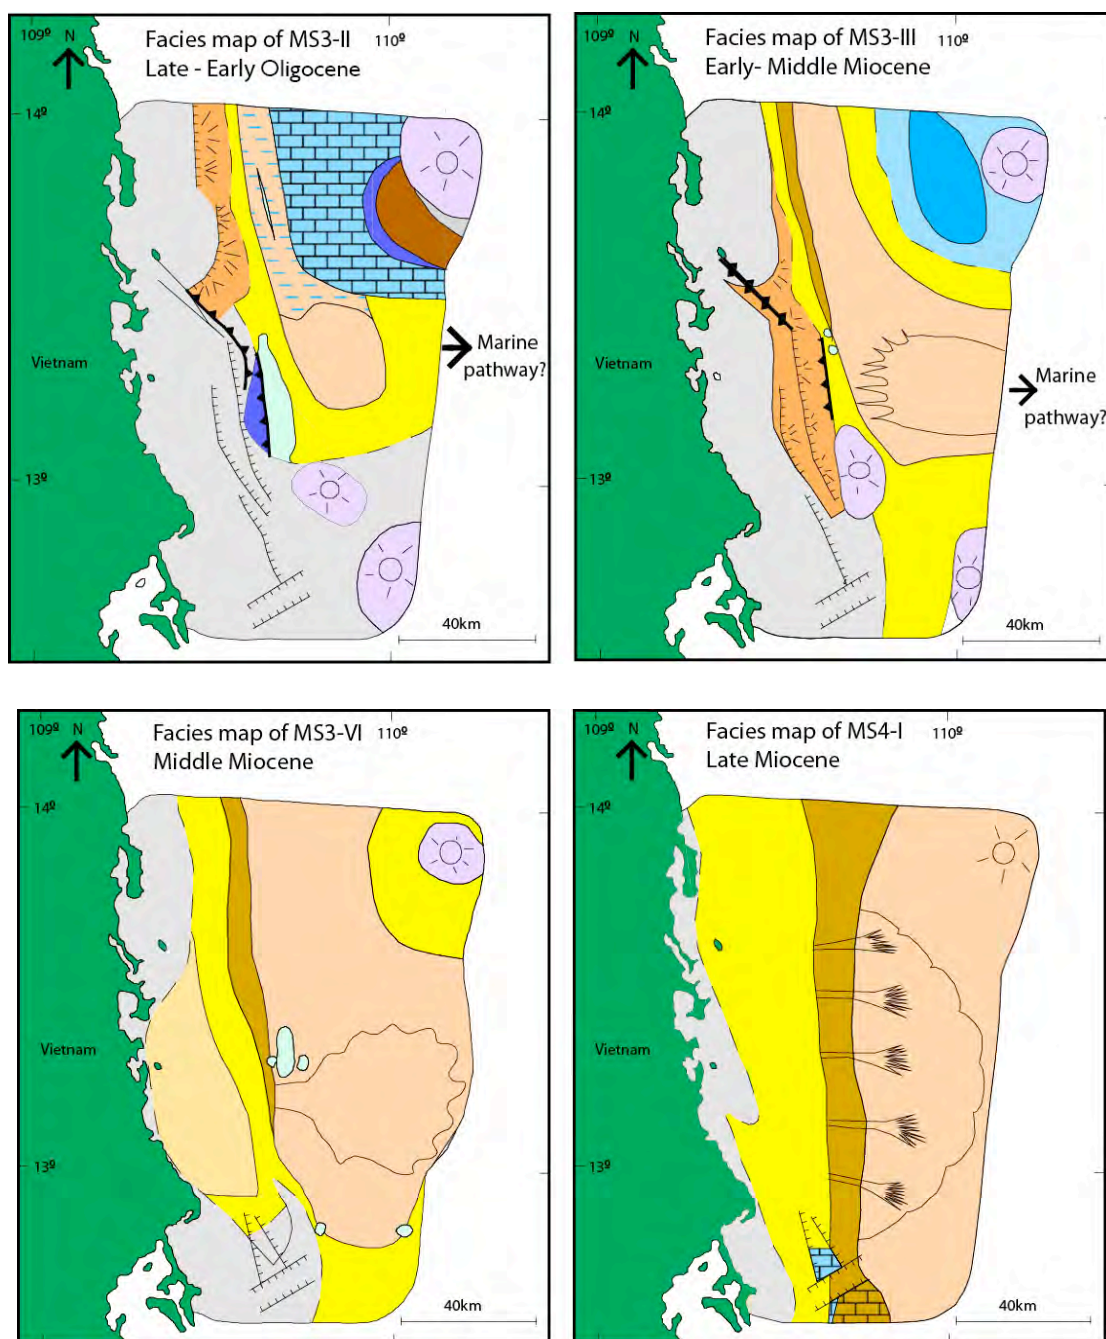 109º N
Facies map of MS3-II 110º
Late - Early Oligocene
14º
Vietnam
Marine
pathway?
13º
40km
109º N
Facies map of MS3-III 110º
Early- Middle Miocene
14º
Vietnam
Marine
pathway?
13º
40km
109º N
Facies map of MS3-VI 110º
Middle Miocene
14º
Vietnam
13º
40km
109º N
Facies map of MS4-I 110º
Late Miocene
14º
Vietnam
13º
40km